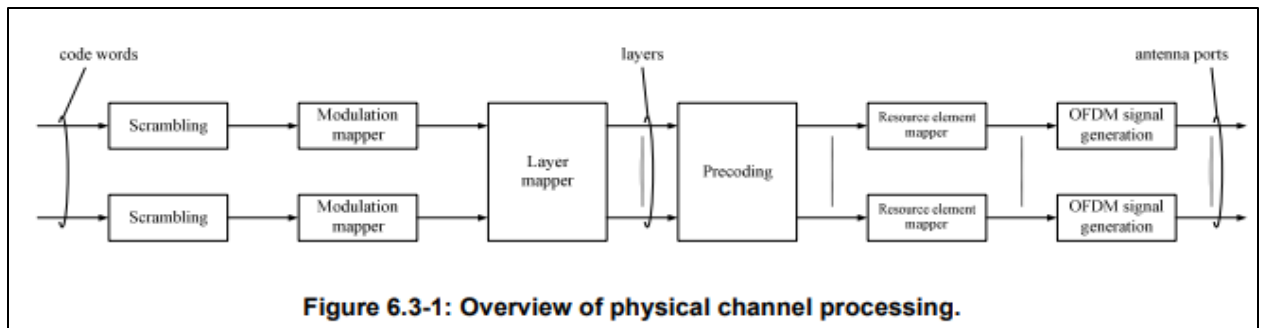 code words
layers
antenna ports
Scrambling
Modulation
mapper
Layer
mapper
Precoding
Resource element
mapper
OFDM signal
generation
Scrambling
Modulation
mapper
Resource element
mapper
OFDM signal
generation
Figure 6.3-1: Overview of physical channel processing.